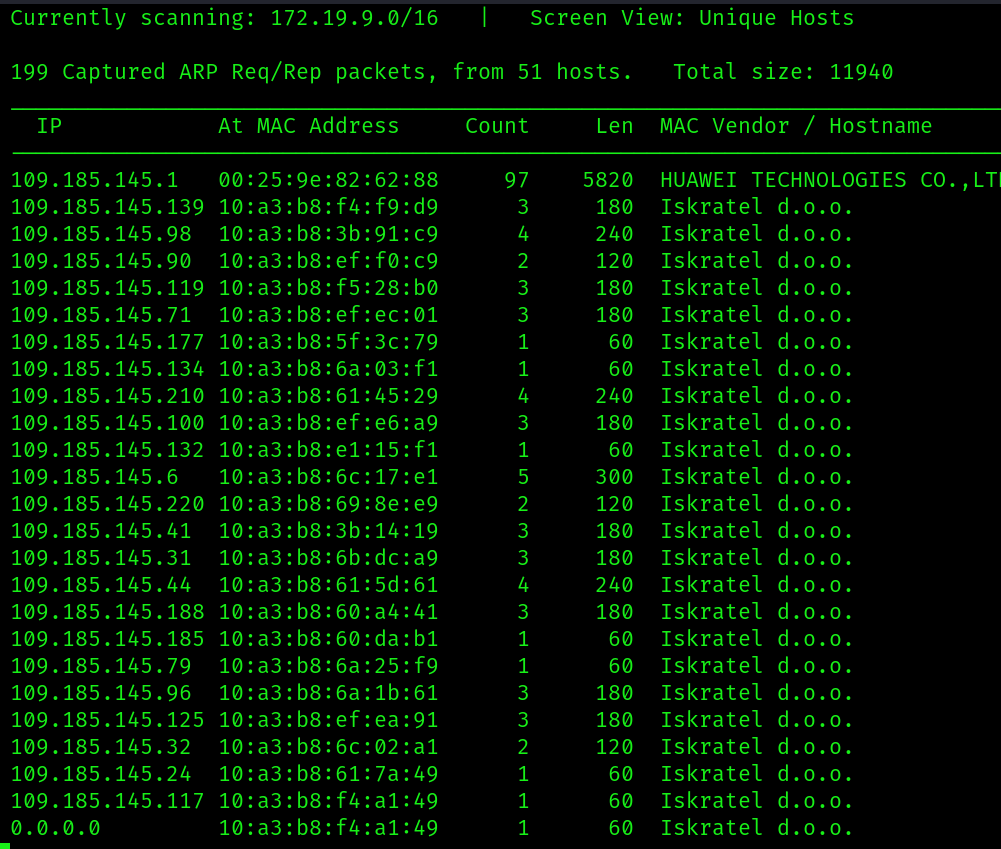 Currently scanning: 172.19.9.0/16   |   Screen View: Unique Hosts
199 Captured ARP Req/Rep packets, from 51 hosts.   Total size: 11940
IP            At MAC Address     Count     Len  MAC Vendor / Hostname
109.185.145.1   00:25:9e:82:62:88     97    5820  HUAWEI TECHNOLOGIES CO.,LTD
109.185.145.139 10:a3:b8:f4:f9:d9      3     180  Iskratel d.o.o.
109.185.145.98  10:a3:b8:3b:91:c9      4     240  Iskratel d.o.o.
109.185.145.90  10:a3:b8:ef:f0:c9      2     120  Iskratel d.o.o.
109.185.145.119 10:a3:b8:f5:28:b0      3     180  Iskratel d.o.o.
109.185.145.71  10:a3:b8:ef:ec:01      3     180  Iskratel d.o.o.
109.185.145.177 10:a3:b8:5f:3c:79      1      60  Iskratel d.o.o.
109.185.145.134 10:a3:b8:6a:03:f1      1      60  Iskratel d.o.o.
109.185.145.210 10:a3:b8:61:45:29      4     240  Iskratel d.o.o.
109.185.145.100 10:a3:b8:ef:e6:a9      3     180  Iskratel d.o.o.
109.185.145.132 10:a3:b8:e1:15:f1      1      60  Iskratel d.o.o.
109.185.145.6   10:a3:b8:6c:17:e1      5     300  Iskratel d.o.o.
109.185.145.220 10:a3:b8:69:8e:e9      2     120  Iskratel d.o.o.
109.185.145.41  10:a3:b8:3b:14:19      3     180  Iskratel d.o.o.
109.185.145.31  10:a3:b8:6b:dc:a9      3     180  Iskratel d.o.o.
109.185.145.44  10:a3:b8:61:5d:61      4     240  Iskratel d.o.o.
109.185.145.188 10:a3:b8:60:a4:41      3     180  Iskratel d.o.o.
109.185.145.185 10:a3:b8:60:da:b1      1      60  Iskratel d.o.o.
109.185.145.79  10:a3:b8:6a:25:f9      1      60  Iskratel d.o.o.
109.185.145.96  10:a3:b8:6a:1b:61      3     180  Iskratel d.o.o.
109.185.145.125 10:a3:b8:ef:ea:91      3     180  Iskratel d.o.o.
109.185.145.32  10:a3:b8:6c:02:a1      2     120  Iskratel d.o.o.
109.185.145.24  10:a3:b8:61:7a:49      1      60  Iskratel d.o.o.
109.185.145.117 10:a3:b8:f4:a1:49      1      60  Iskratel d.o.o.
0.0.0.0         10:a3:b8:f4:a1:49      1      60  Iskratel d.o.o.